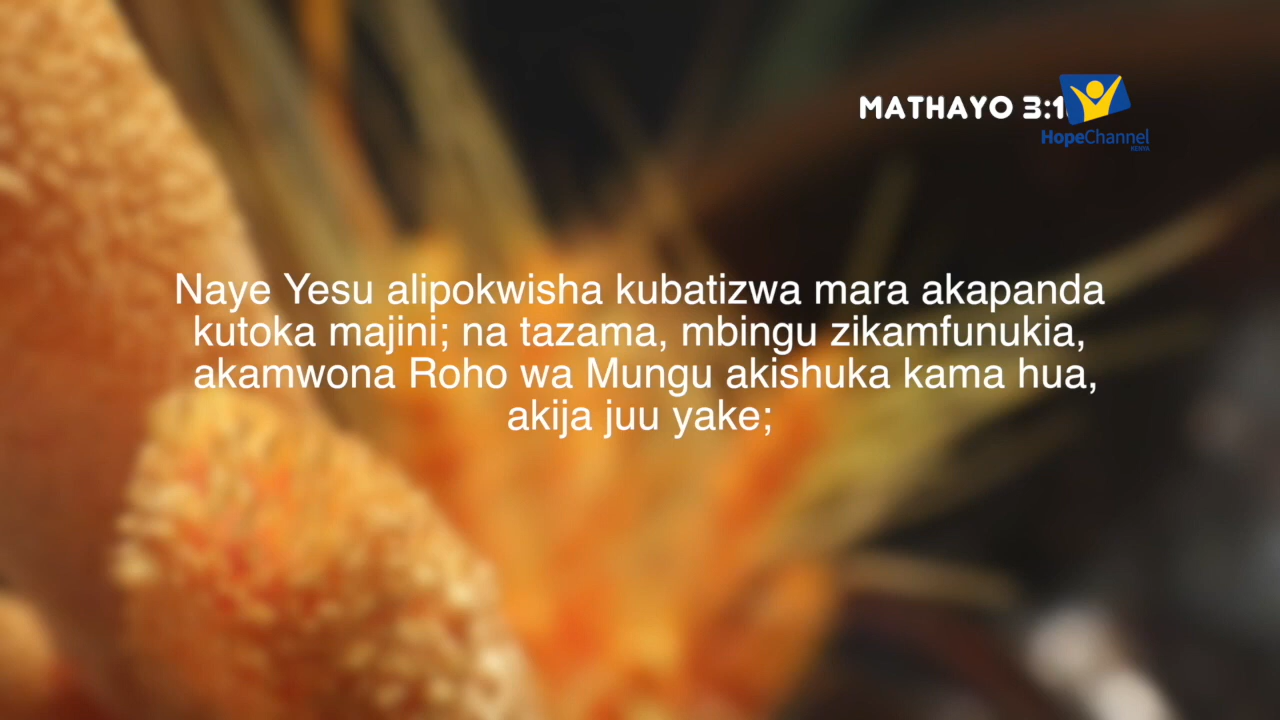 MATHAYO 3:1
HopeChannel
KENYA
Naye Yesu alipokwisha kubatizwa mara akapanda
kutoka majini; na tazama, mbingu zikamfunukia,
akamwona Roho wa Mungu akishuka kama hua,
akija juu yake;